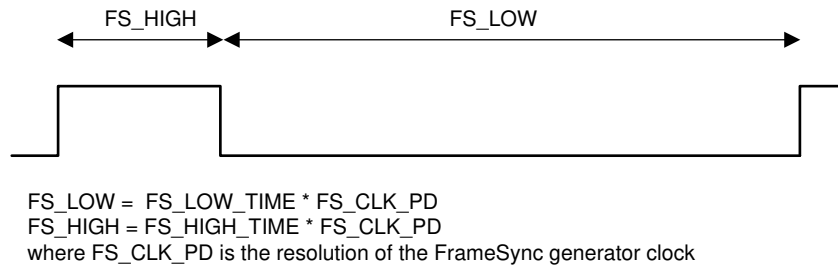 FS_HIGH FS_LOW
FS_LOW = FS_LOW_TIME * FS_CLK_PD
FS_HIGH = FS_HIGH_TIME * FS_CLK_PD
where FS_CLK_PD is the resolution of the FrameSync generator clock